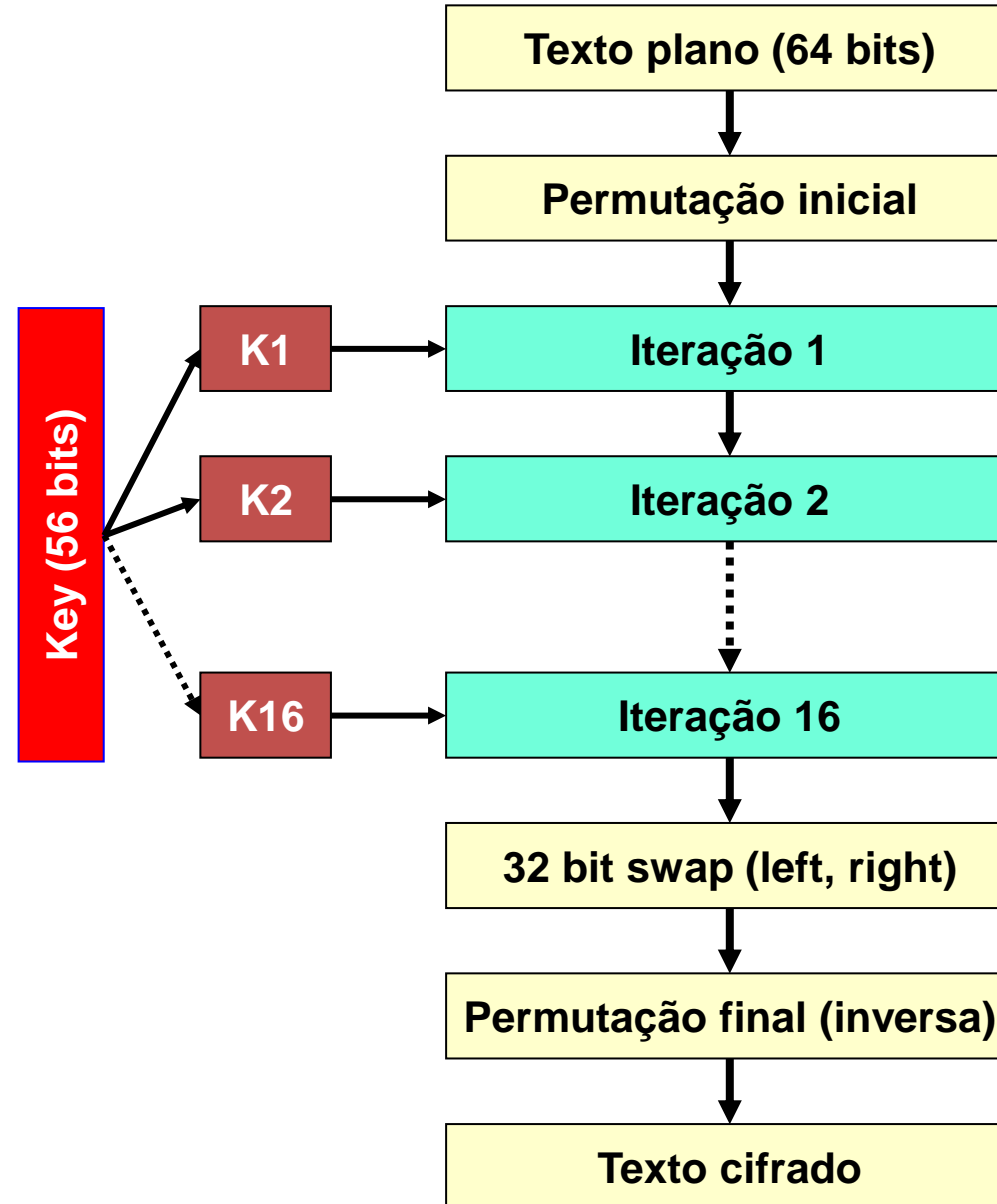 Texto plano (64 bits)
Permutação inicial
Key (56 bits)
K1
Iteração 1
K2
Iteração 2
K16
Iteração 16
32 bit swap (left, right)
Permutação final (inversa)
Texto cifrado